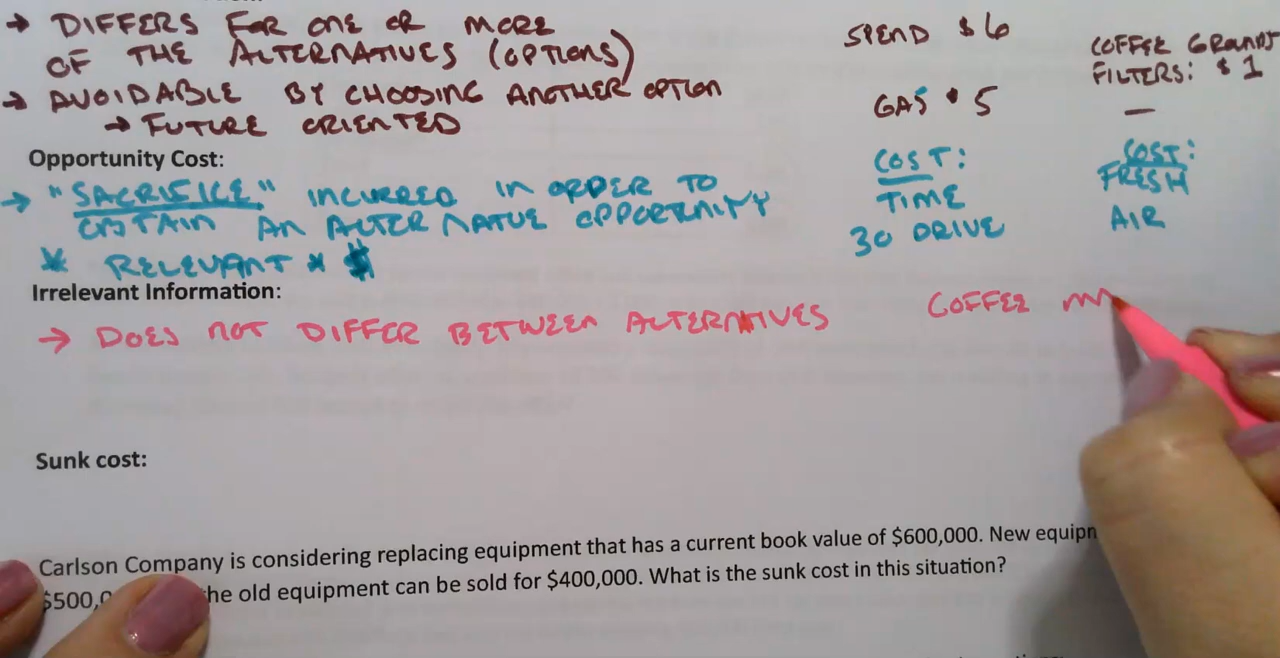 → DIFFERS FOR ONE OR MORE
OF THE ALTERNATIVES (OPTIONS)
→ AVOIDABLE BY CHOOSING ANOTHER OPTION
→ FUTURE ORIENTED
SPEND $6
GAS $5
COFFEE GROUNDS
FILTERS: $1
—
Opportunity Cost:
→ "SACRIFICE" INCURRED IN ORDER TO
OBTAIN AN ALTERNATIVE OPPORTUNITY
* RELEVANT * $
COST:
TIME
30 DRIVE
COST:
FRESH
AIR
Irrelevant Information:
→ DOES NOT DIFFER BETWEEN ALTERNATIVES
COFFEE
Sunk cost:
Carlson Company is considering replacing equipment that has a current book value of $600,000. New equipn
$500,0 he old equipment can be sold for $400,000. What is the sunk cost in this situation?